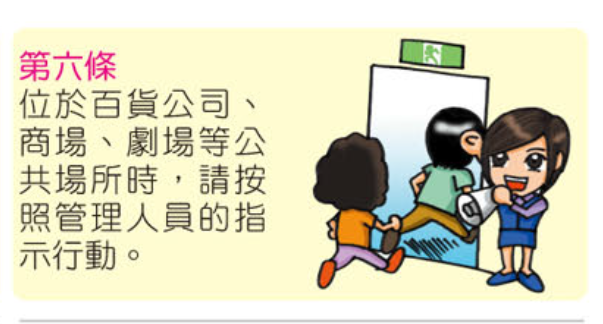 第六條
位於百貨公司、
商場、劇場等公
共場所時，請按
照管理人員的指
示行動。